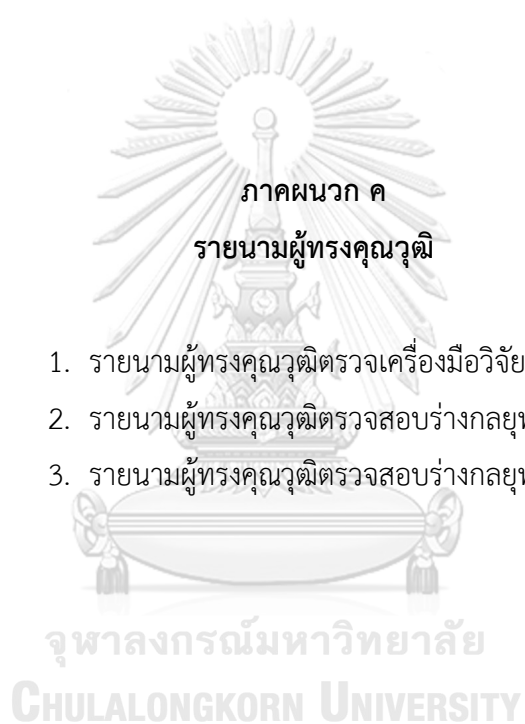 ภาคผนวก ค
รายนามผู้ทรงคุณวุฒิ
1. รายนามผู้ทรงคุณวุฒิตรวจเครื่องมือวิจัย
2. รายนามผู้ทรงคุณวุฒิตรวจสอบร่างกลยุ
3. รายนามผู้ทรงคุณวุฒิตรวจสอบร่างกลยุ
จุฬาลงกรณ์มหาวิทยาลัย
CHULALONGKORN UNIVERSITY